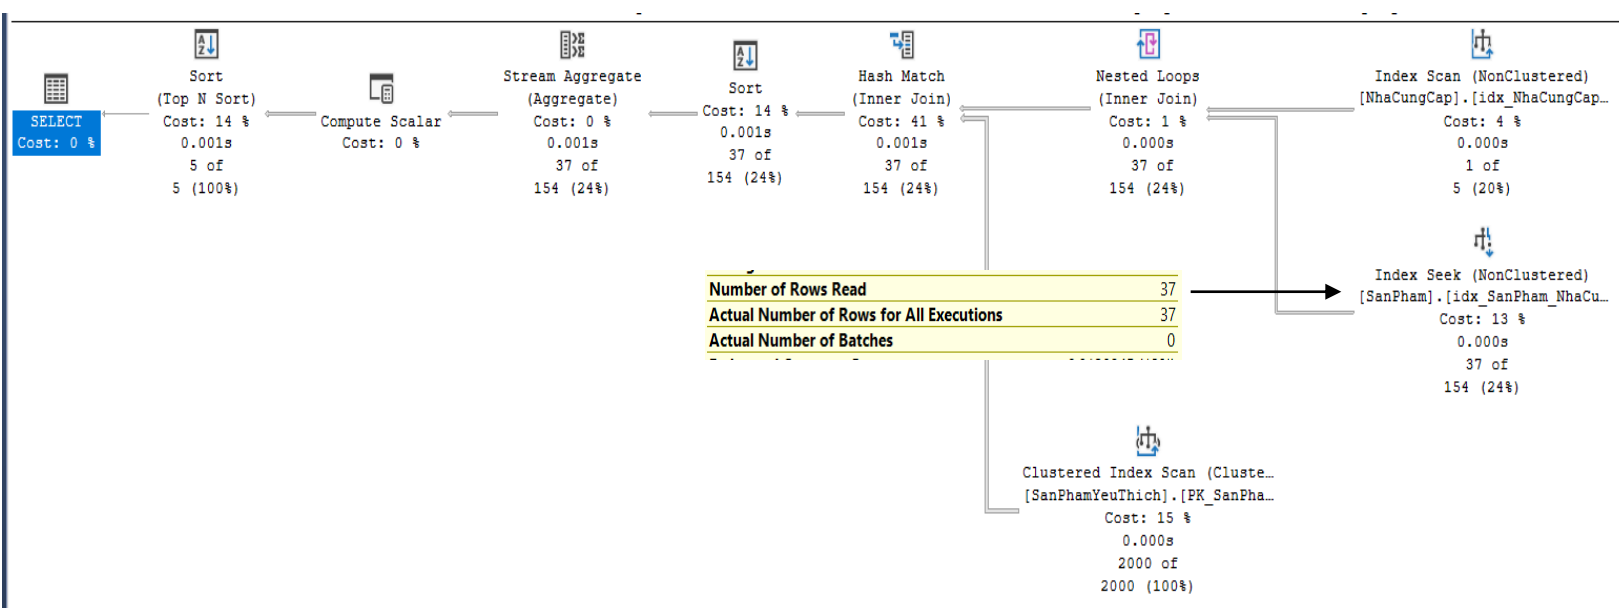 SELECT
Cost: 0 %
Sort
(Top N Sort)
Cost: 14 %
0.001s
5 of
5 (100%)
Compute Scalar
Cost: 0 %
Stream Aggregate
(Aggregate)
Cost: 0 %
0.001s
37 of
154 (24%)
Sort
Cost: 14 %
0.001s
37 of
154 (24%)
Hash Match
(Inner Join)
Cost: 41 %
0.001s
37 of
154 (24%)
Nested Loops
(Inner Join)
Cost: 1 %
0.000s
37 of
154 (24%)
Index Scan (NonClustered)
[NhaCungCap].[idx_NhaCungCap…
Cost: 4 %
0.000s
1 of
5 (20%)
Index Seek (NonClustered)
[SanPham].[idx_SanPham_NhaCu…
Cost: 13 %
0.000s
37 of
154 (24%)
Number of Rows Read 37
Actual Number of Rows for All Executions 37
Actual Number of Batches 0
Clustered Index Scan (Cluste…
[SanPhamYeuThich].[PK_SanPha…
Cost: 15 %
0.000s
2000 of
2000 (100%)